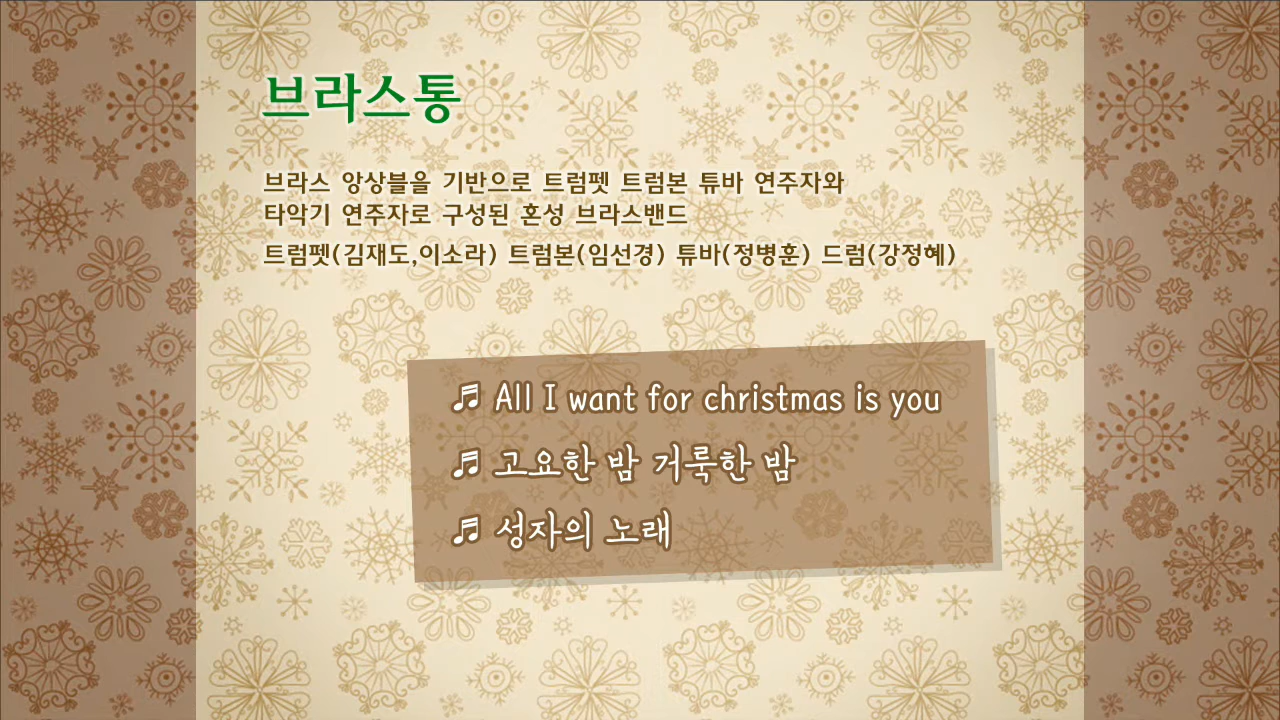 브라스통
브라스 앙상블을 기반으로 트럼펫 트럼본 튜바 연주자와
타악기 연주자로 구성된 혼성 브라스밴드
트럼펫(김재도,이소라) 트럼본(임선경) 튜바(정병훈) 드럼(강정혜)
♬ All I want for christmas is you
♬ 고요한 밤 거룩한 밤
♬ 성자의 노래